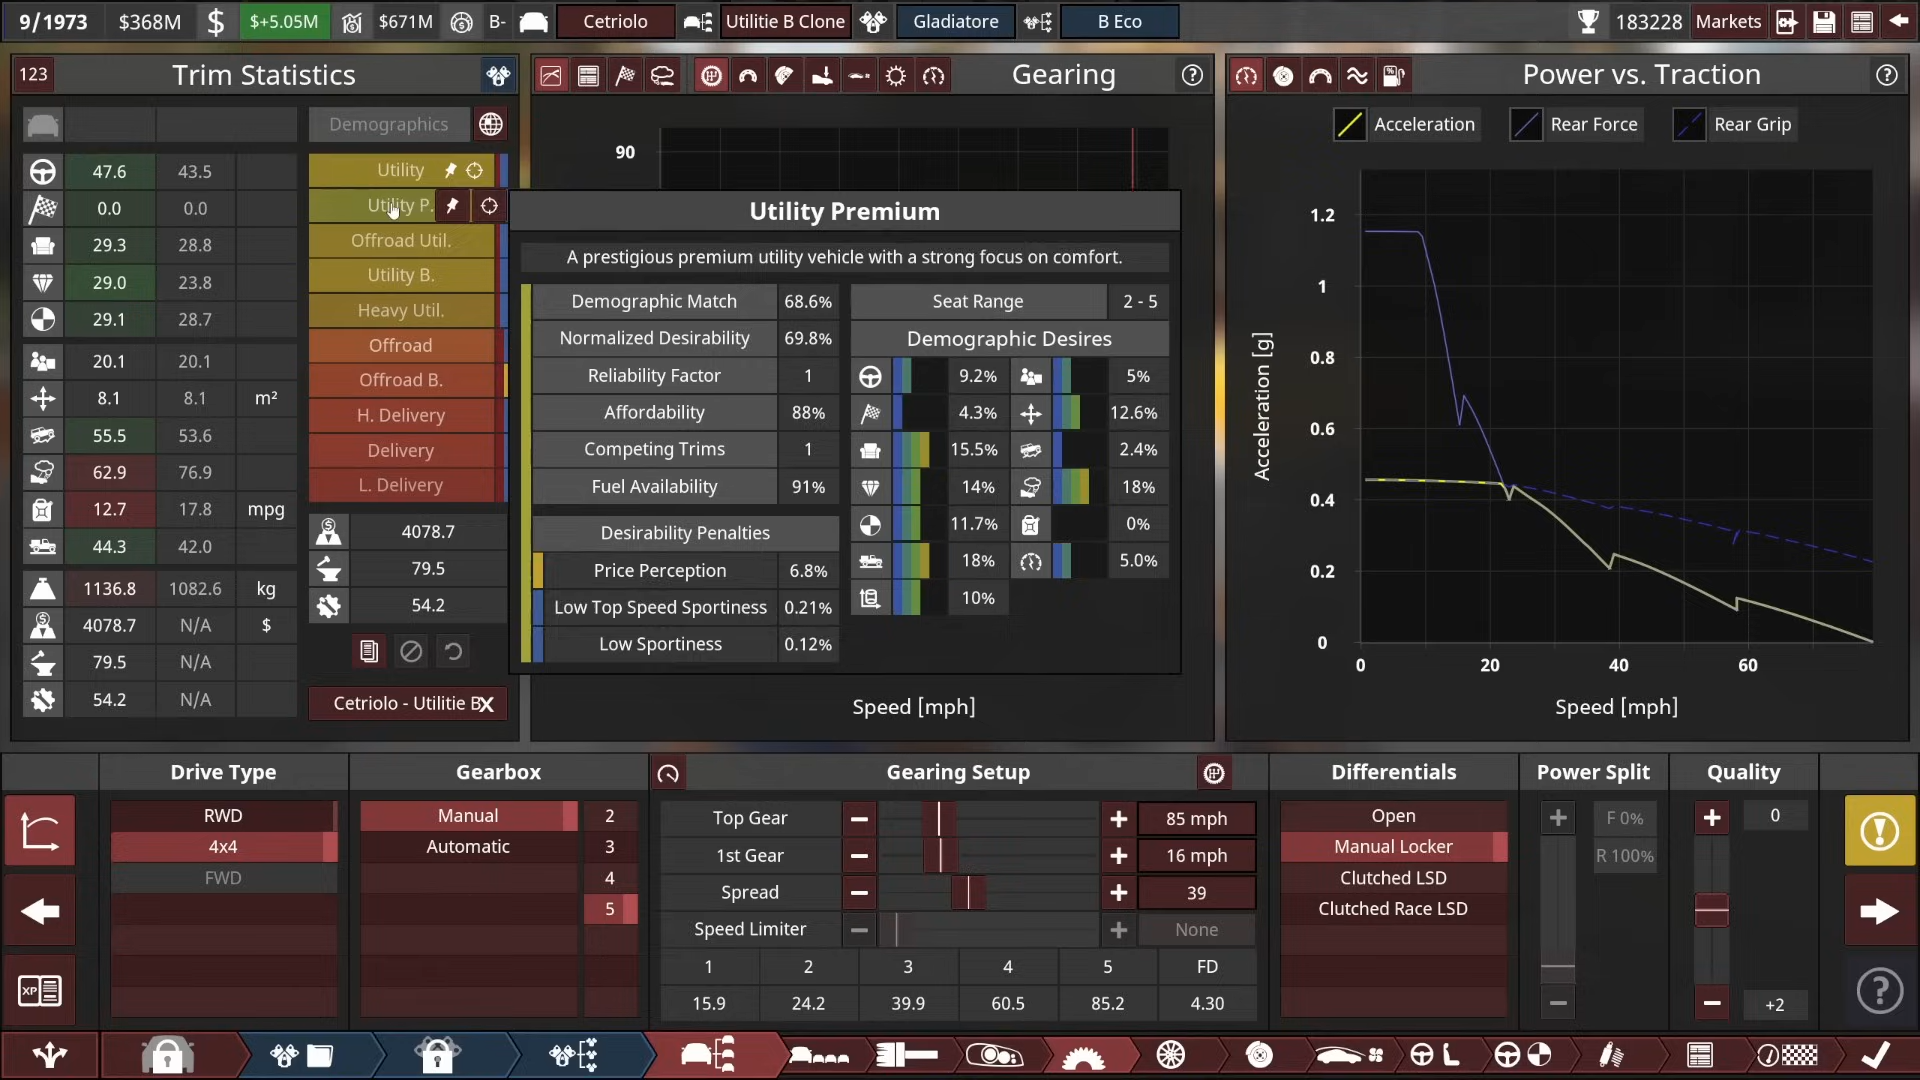 9/1973 $368M $+5.05M $671M B- Cetriolo Utilitie B Clone Gladiatore B Eco 183228 Markets
123 Trim Statistics
Demographics
47.6 43.5
0.0 0.0
29.3 28.8
29.0 23.8
29.1 28.7
20.1 20.1
8.1 8.1 m²
55.5 53.6
62.9 76.9
12.7 17.8 mpg
44.3 42.0
1136.8 1082.6 kg
4078.7 N/A $
79.5 N/A
54.2 N/A
Utility
Utility P.
Offroad Util.
Utility B.
Heavy Util.
Offroad
Offroad B.
H. Delivery
Delivery
L. Delivery
4078.7
79.5
54.2
Cetriolo - Utilitie B X
Gearing
90
Speed [mph]
Utility Premium
A prestigious premium utility vehicle with a strong focus on comfort.
Demographic Match 68.6%
Normalized Desirability 69.8%
Reliability Factor 1
Affordability 88%
Competing Trims 1
Fuel Availability 91%
Desirability Penalties
Price Perception 6.8%
Low Top Speed Sportiness 0.21%
Low Sportiness 0.12%
Seat Range 2 - 5
Demographic Desires
9.2% 5%
4.3% 12.6%
15.5% 2.4%
14% 18%
11.7% 0%
18% 5.0%
10%
Power vs. Traction
Acceleration Rear Force Rear Grip
Acceleration [g]
1.2
1
0.8
0.6
0.4
0.2
0
0 20 40 60
Speed [mph]
Drive Type
RWD
4x4
FWD
Gearbox
Manual 2
Automatic 3
4
5
Gearing Setup
Top Gear 85 mph
1st Gear 16 mph
Spread 39
Speed Limiter None
1 2 3 4 5 FD
15.9 24.2 39.9 60.5 85.2 4.30
Differentials
Open
Manual Locker
Clutched LSD
Clutched Race LSD
Power Split
F 0%
R 100%
Quality
0
+2
XP